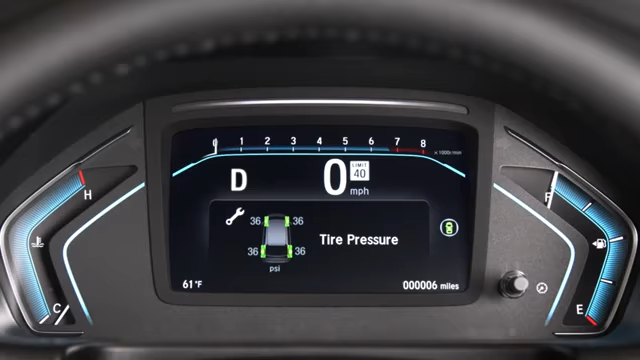 0 1 2 3 4 5 6 7 8
x 1000r/min
D 0 mph
LIMIT
40
H
F
36 36
Tire Pressure
36 36
psi
C
E
61°F 000006 miles